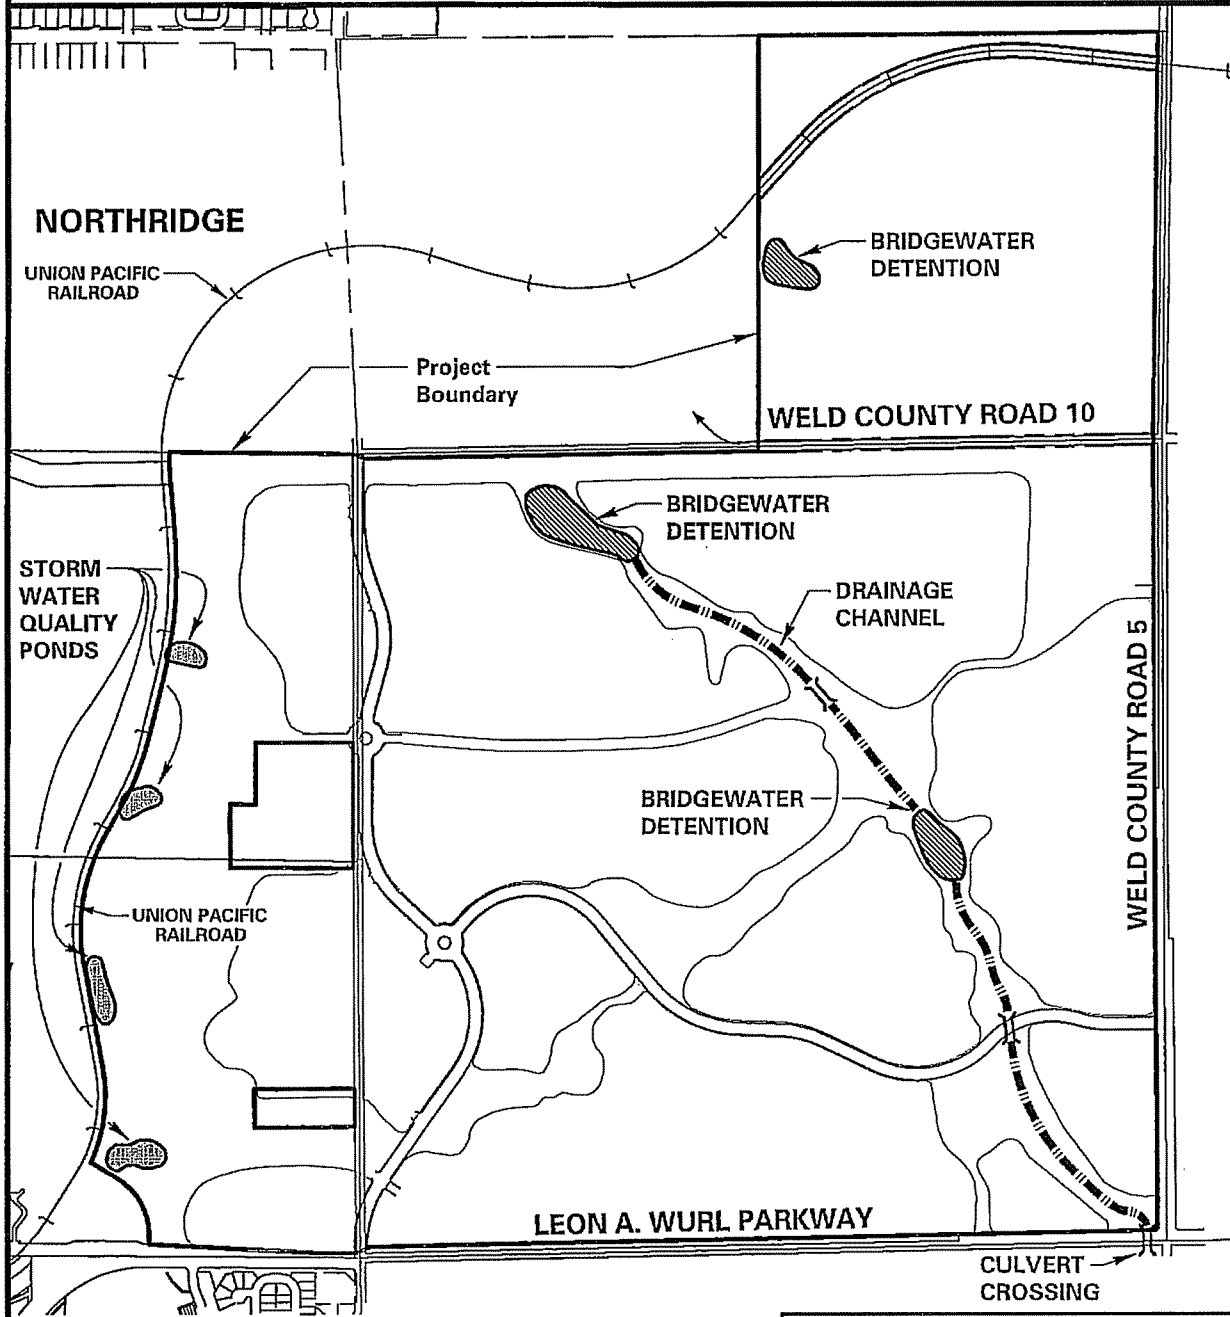 NORTHRIDGE
UNION PACIFIC
RAILROAD
BRIDGEWATER
DETENTION
Project
Boundary
WELD COUNTY ROAD 10
BRIDGEWATER
DETENTION
STORM
WATER
QUALITY
PONDS
DRAINAGE
CHANNEL
WELD COUNTY ROAD 5
BRIDGEWATER
DETENTION
UNION PACIFIC
RAILROAD
LEON A. WURL PARKWAY
CULVERT
CROSSING